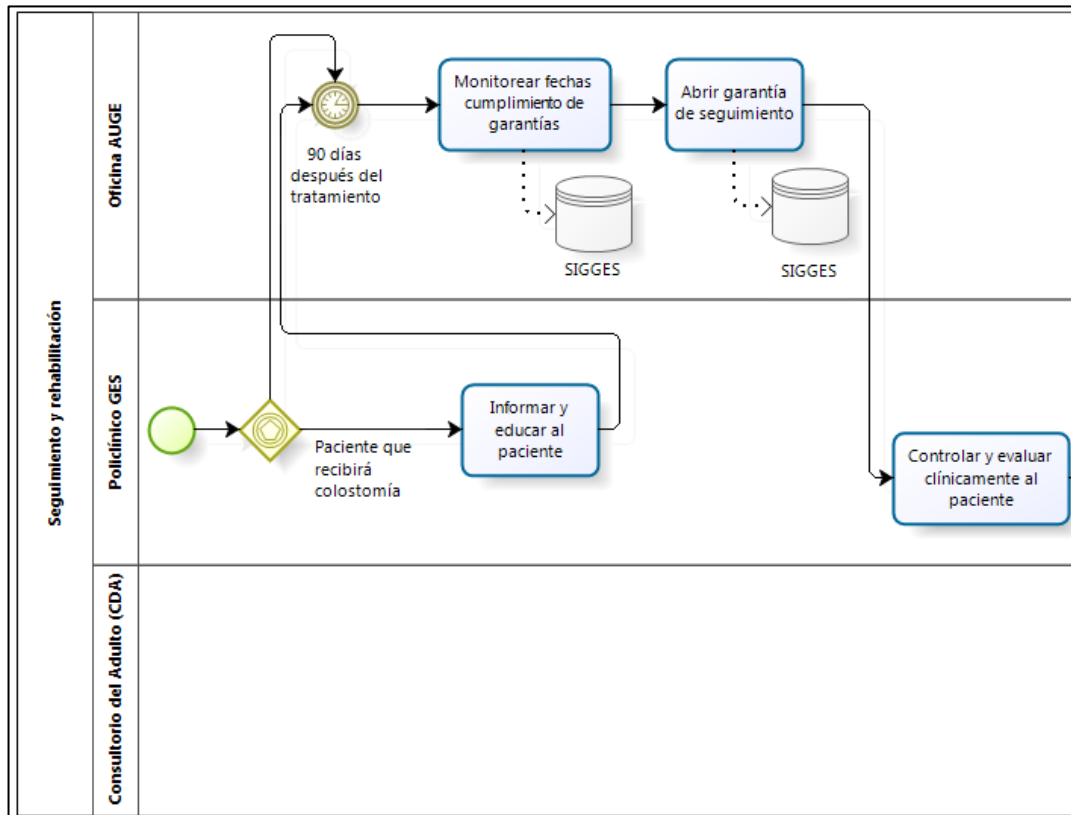 Seguimiento y rehabilitación
Oficina AUGE
90 días
después del
tratamiento
Monitorear fechas
cumplimiento de
garantías
SIGGES
Abrir garantía
de seguimiento
SIGGES
Policlínico GES
Paciente que
recibirá
colostomía
Informar y
educar al
paciente
Controlar y evaluar
clínicamente al
paciente
Consultorio del Adulto (CDA)